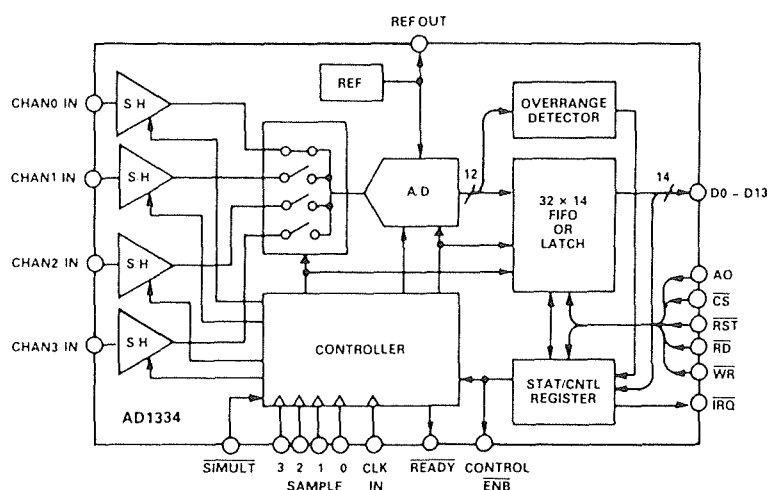 REF OUT
REF
CHAN0 IN
S.H
CHAN1 IN
S.H
CHAN2 IN
S.H
CHAN3 IN
S.H
OVERRANGE
DETECTOR
12
A.D
32 × 14
FIFO
OR
LATCH
14
D0 - D13
AO
CS
RST
RD
WR
IRQ
CONTROLLER
STAT/CNTL
REGISTER
AD1334
SIMULT
3 2 1 0
SAMPLE
CLK
IN
READY
CONTROL
ENB